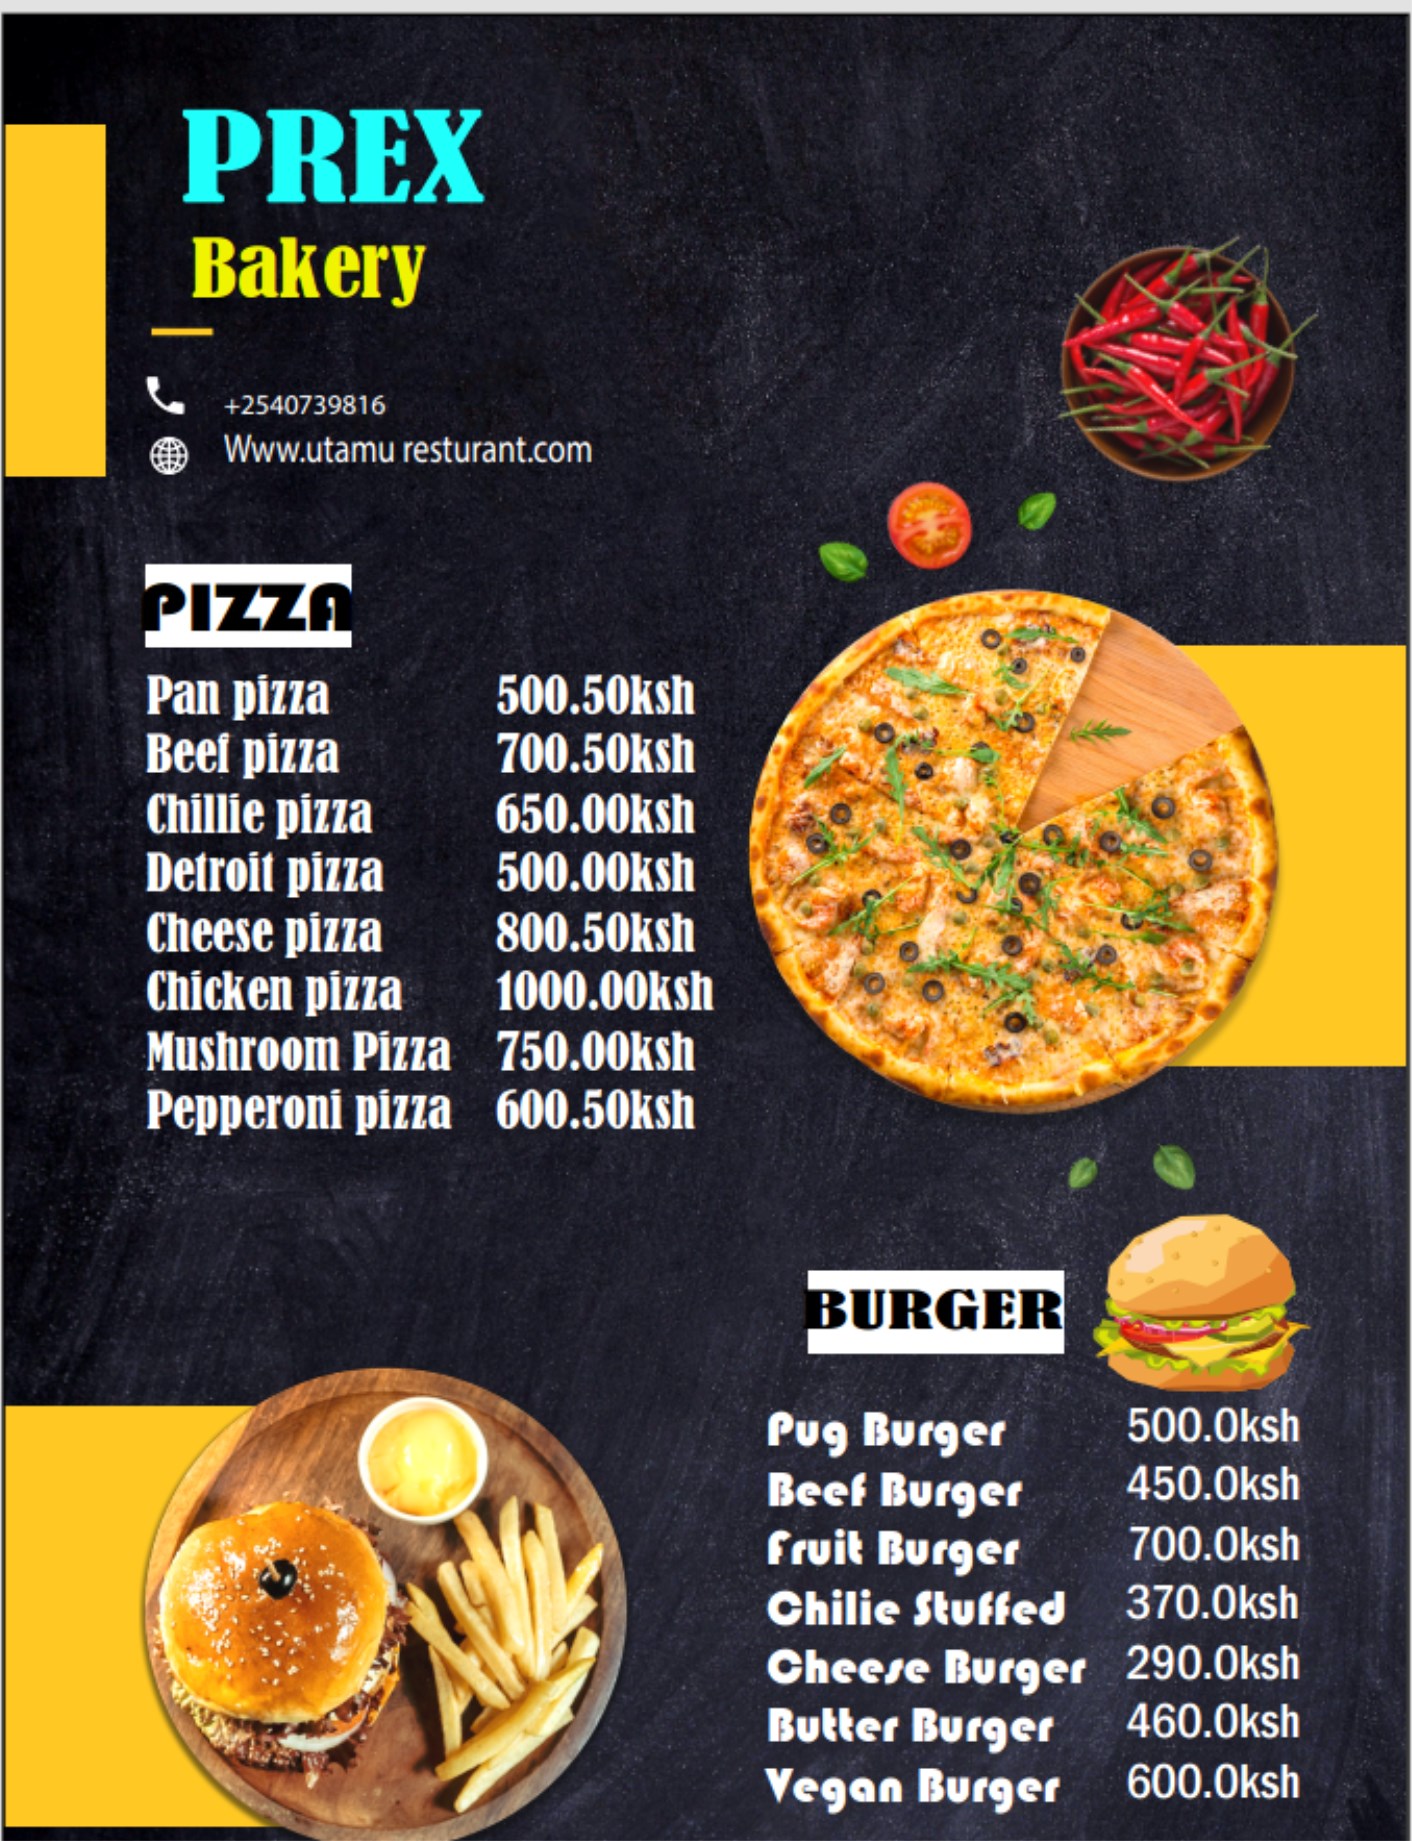 PREX
Bakery
+2540739816
Www.utamu resturant.com
PIZZA
Pan pizza 500.50ksh
Beef pizza 700.50ksh
Chillie pizza 650.00ksh
Detroit pizza 500.00ksh
Cheese pizza 800.50ksh
Chicken pizza 1000.00ksh
Mushroom Pizza 750.00ksh
Pepperoni pizza 600.50ksh
BURGER
Pug Burger 500.0ksh
Beef Burger 450.0ksh
Fruit Burger 700.0ksh
Chilie Stuffed 370.0ksh
Cheese Burger 290.0ksh
Butter Burger 460.0ksh
Vegan Burger 600.0ksh